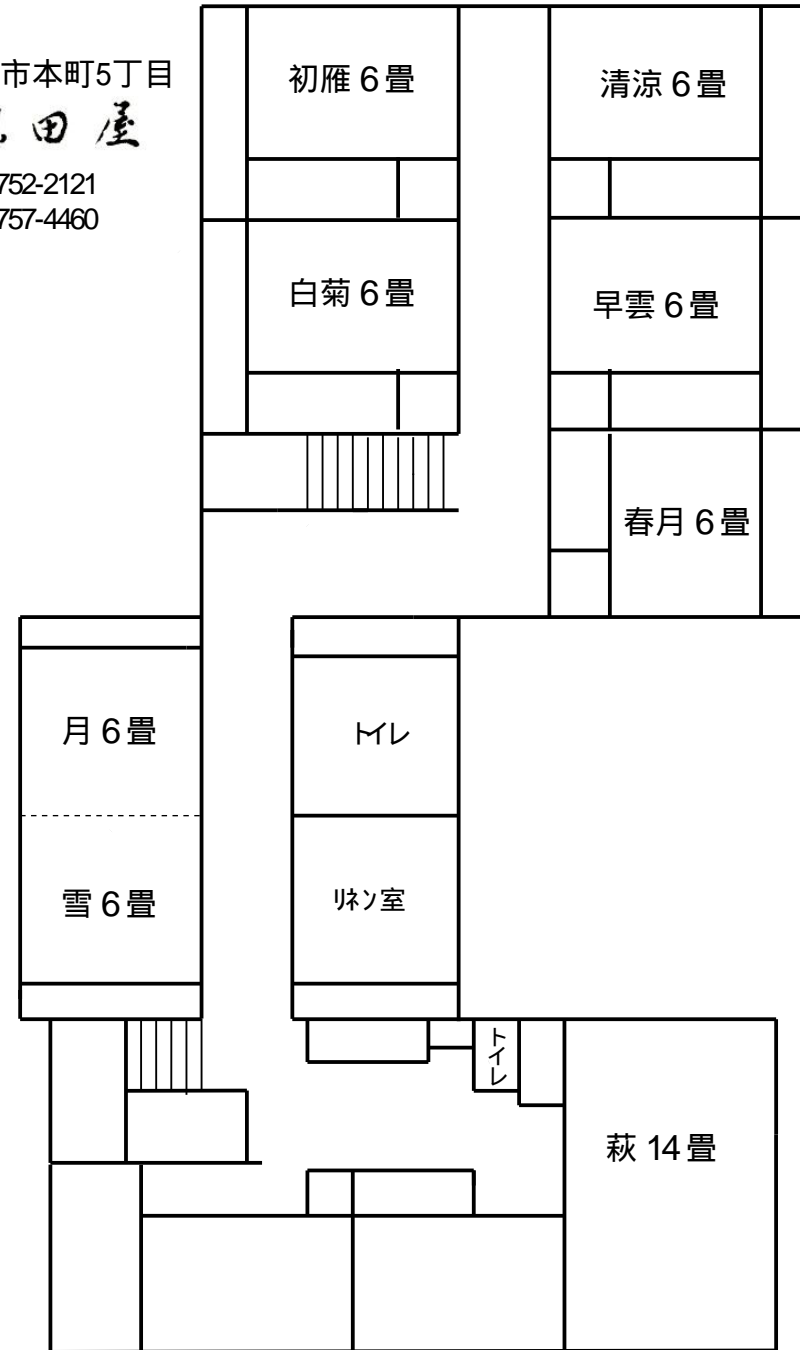 市本町5丁目
田屋
752-2121
757-4460
初雁6畳
清涼6畳
白菊6畳
早雲6畳
春月6畳
月6畳
トイレ
雪6畳
ﾘﾈﾝ室
トイレ
萩14畳